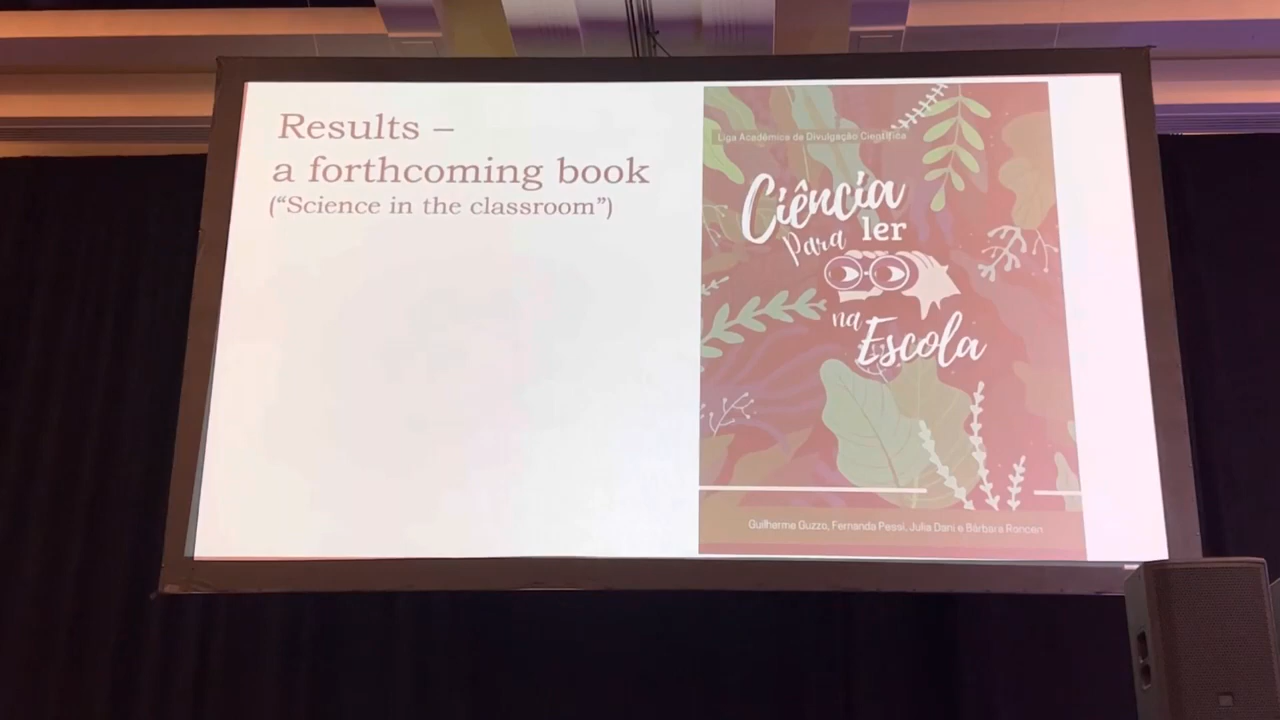 Results –
a forthcoming book
(“Science in the classroom”)
Liga Acadêmica de Divulgação Científica
Ciência
Para ler
na
Escola
Guilherme Guzzo, Fernanda Pessi, Julia Dani e Bárbara Roncen